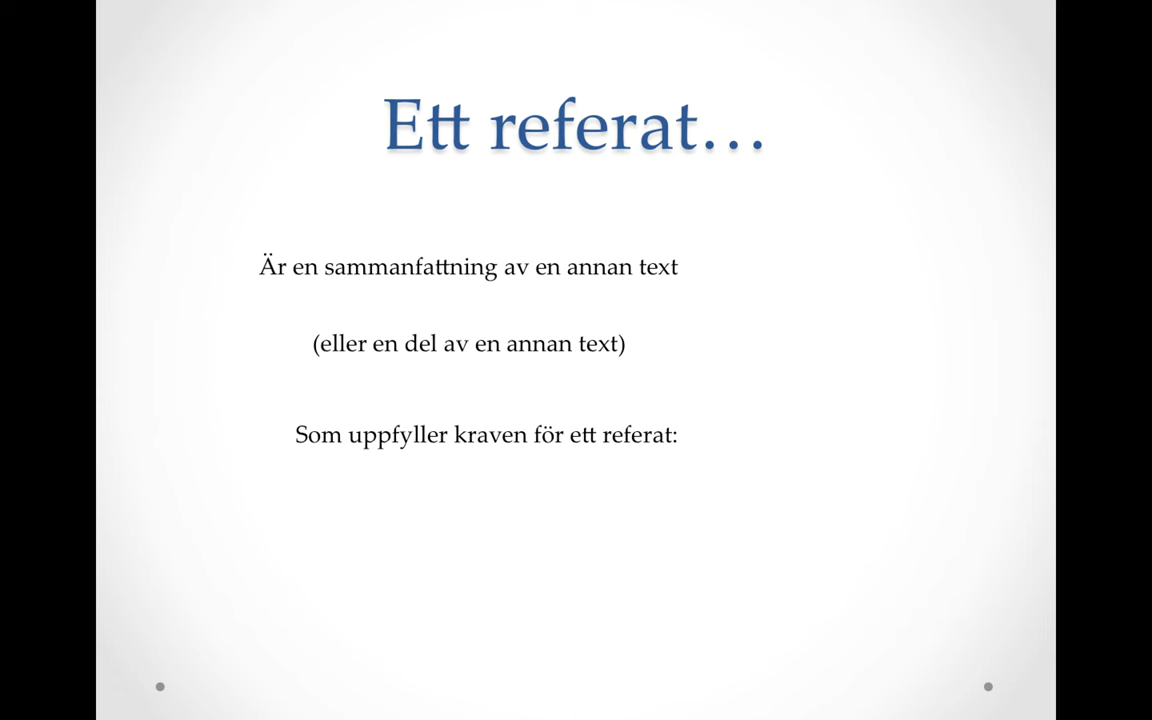 Ett referat…
Är en sammanfattning av en annan text
(eller en del av en annan text)
Som uppfyller kraven för ett referat: